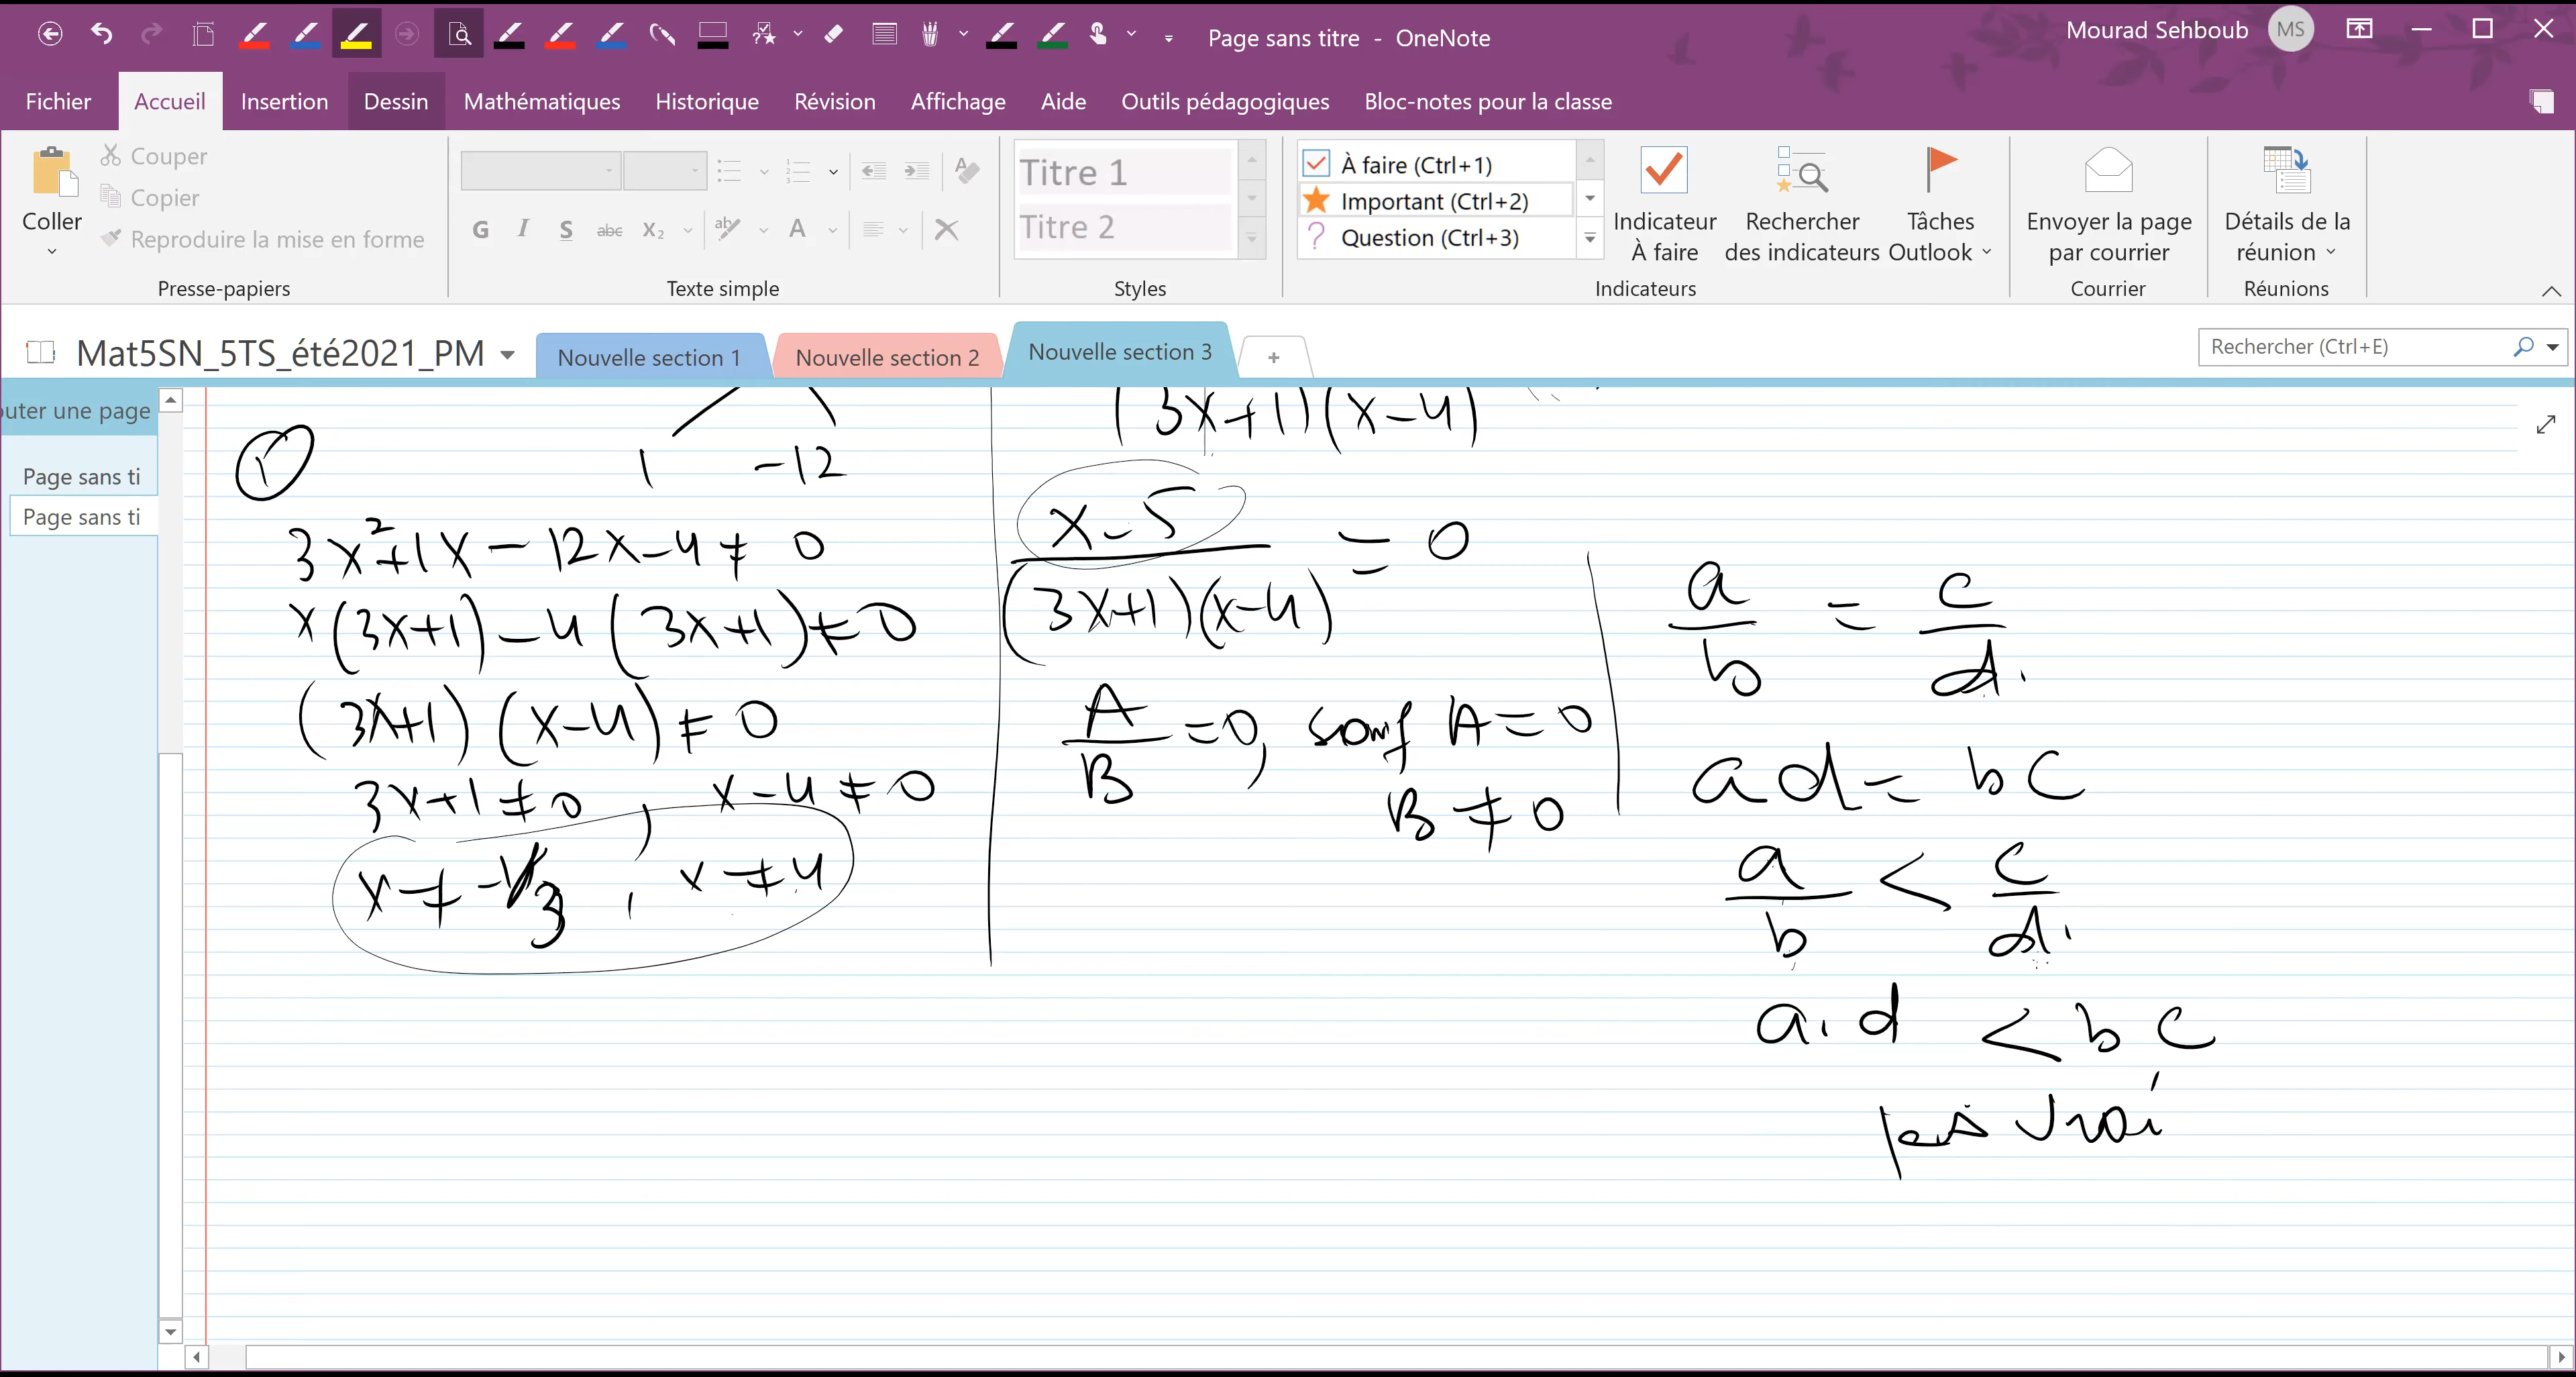 Page sans titre - OneNote
Mourad Sehboub
MS
Fichier
Accueil
Insertion
Dessin
Mathématiques
Historique
Révision
Affichage
Aide
Outils pédagogiques
Bloc-notes pour la classe
Coller
Couper
Copier
Reproduire la mise en forme
Presse-papiers
G I S abc X₂ ab A
Texte simple
Titre 1
Titre 2
Styles
À faire (Ctrl+1)
Important (Ctrl+2)
? Question (Ctrl+3)
Indicateur
À faire
Rechercher
des indicateurs
Tâches
Outlook
Indicateurs
Envoyer la page
par courrier
Courrier
Détails de la
réunion
Réunions
Mat5SN_5TS_été2021_PM
Nouvelle section 1
Nouvelle section 2
Nouvelle section 3
+
Rechercher (Ctrl+E)
outer une page
Page sans ti
Page sans ti
1 -12
3x²+1x-12x-4≠0
x(3x+1)-4(3x+1)≠0
(3x+1)(x-4)≠0
3x+1≠0, x-4≠0
x≠-1/3, x≠4
(3x+1)(x-4)
x-5
= 0
(3x+1)(x-4)
A
=0, A=0
B
B≠0
a = c
b d
ad = bc
a < c
b d
a.d < bc
pas vrai